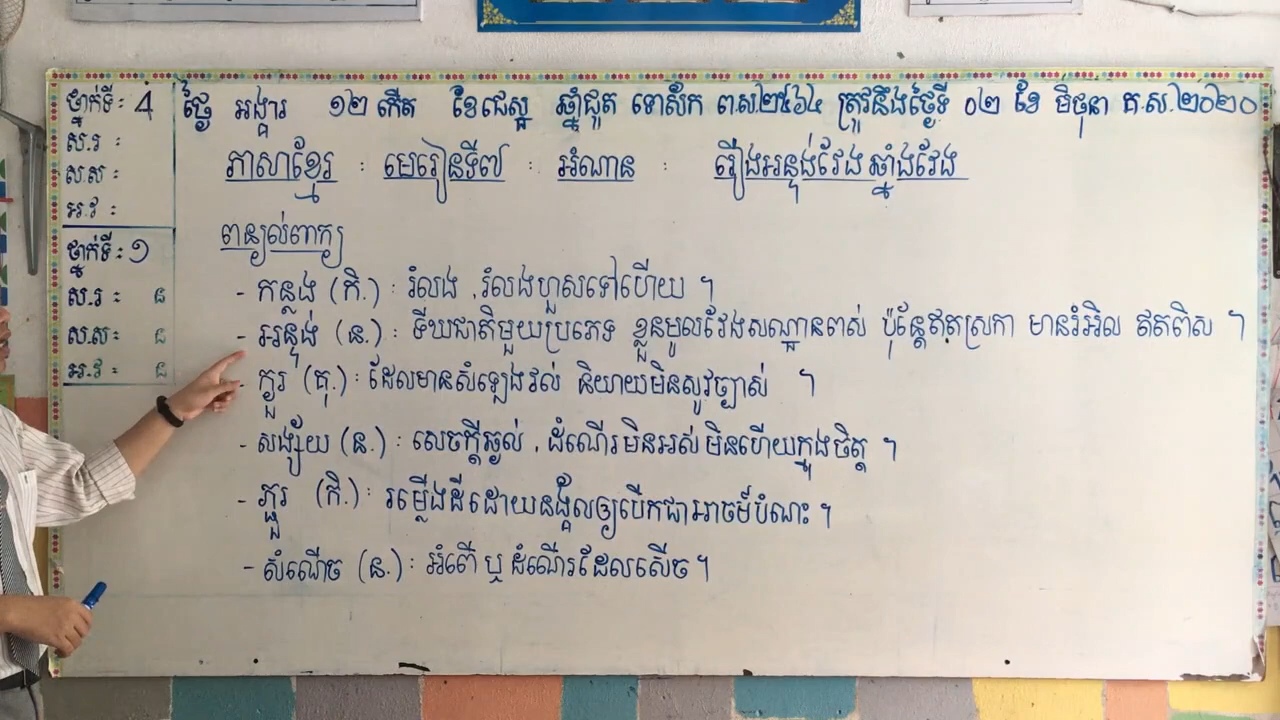 ថ្នាក់ទី: 4
ស.រ :
សស :
អ.វ :
ថ្នាក់ទី: ១
ស.រ : ៨
ស.ស: ៨
អ.វ : ៨
ថ្ងៃ អង្គារ ១២ កើត ខែជេស្ឋ ឆ្នាំជូត ទោស័ក ព.ស.២៥៦៤ ត្រូវនឹងថ្ងៃទី ០២ ខែ មិថុនា គ.ស.២០២០
ភាសាខ្មែរ : មេរៀនទី៧ : អំណាន : រឿងអន្ទង់វែង ឆ្នាំងវែង
ពន្យល់ពាក្យ
- កន្លង (កិ.) : រំលង , រំលងហួសទៅហើយ ។
- អន្ទង់ (ន.) : ទីឃជាតិមួយប្រភេទ ខ្លួនមូលវែងសណ្ឋានពស់ ប៉ុន្តែឥតស្រកា មានរំអិល ឥតពិស ។
- ក្ងួរ (គុ.) : ដែលមានសំឡេងវល់ និយាយមិនសូវច្បាស់ ។
- សង្ស័យ (ន.) : សេចក្ដីឆ្ងល់ , ដំណើរមិនអស់មិនហើយក្នុងចិត្ត ។
- ភ្ជួរ (កិ.) : រម្លើងដីដោយនង្គ័លឲ្យបើកជាអាចម៍បំណះ ។
- សំណើច (ន.) : អំពើ ឬ ដំណើរដែលសើច ។